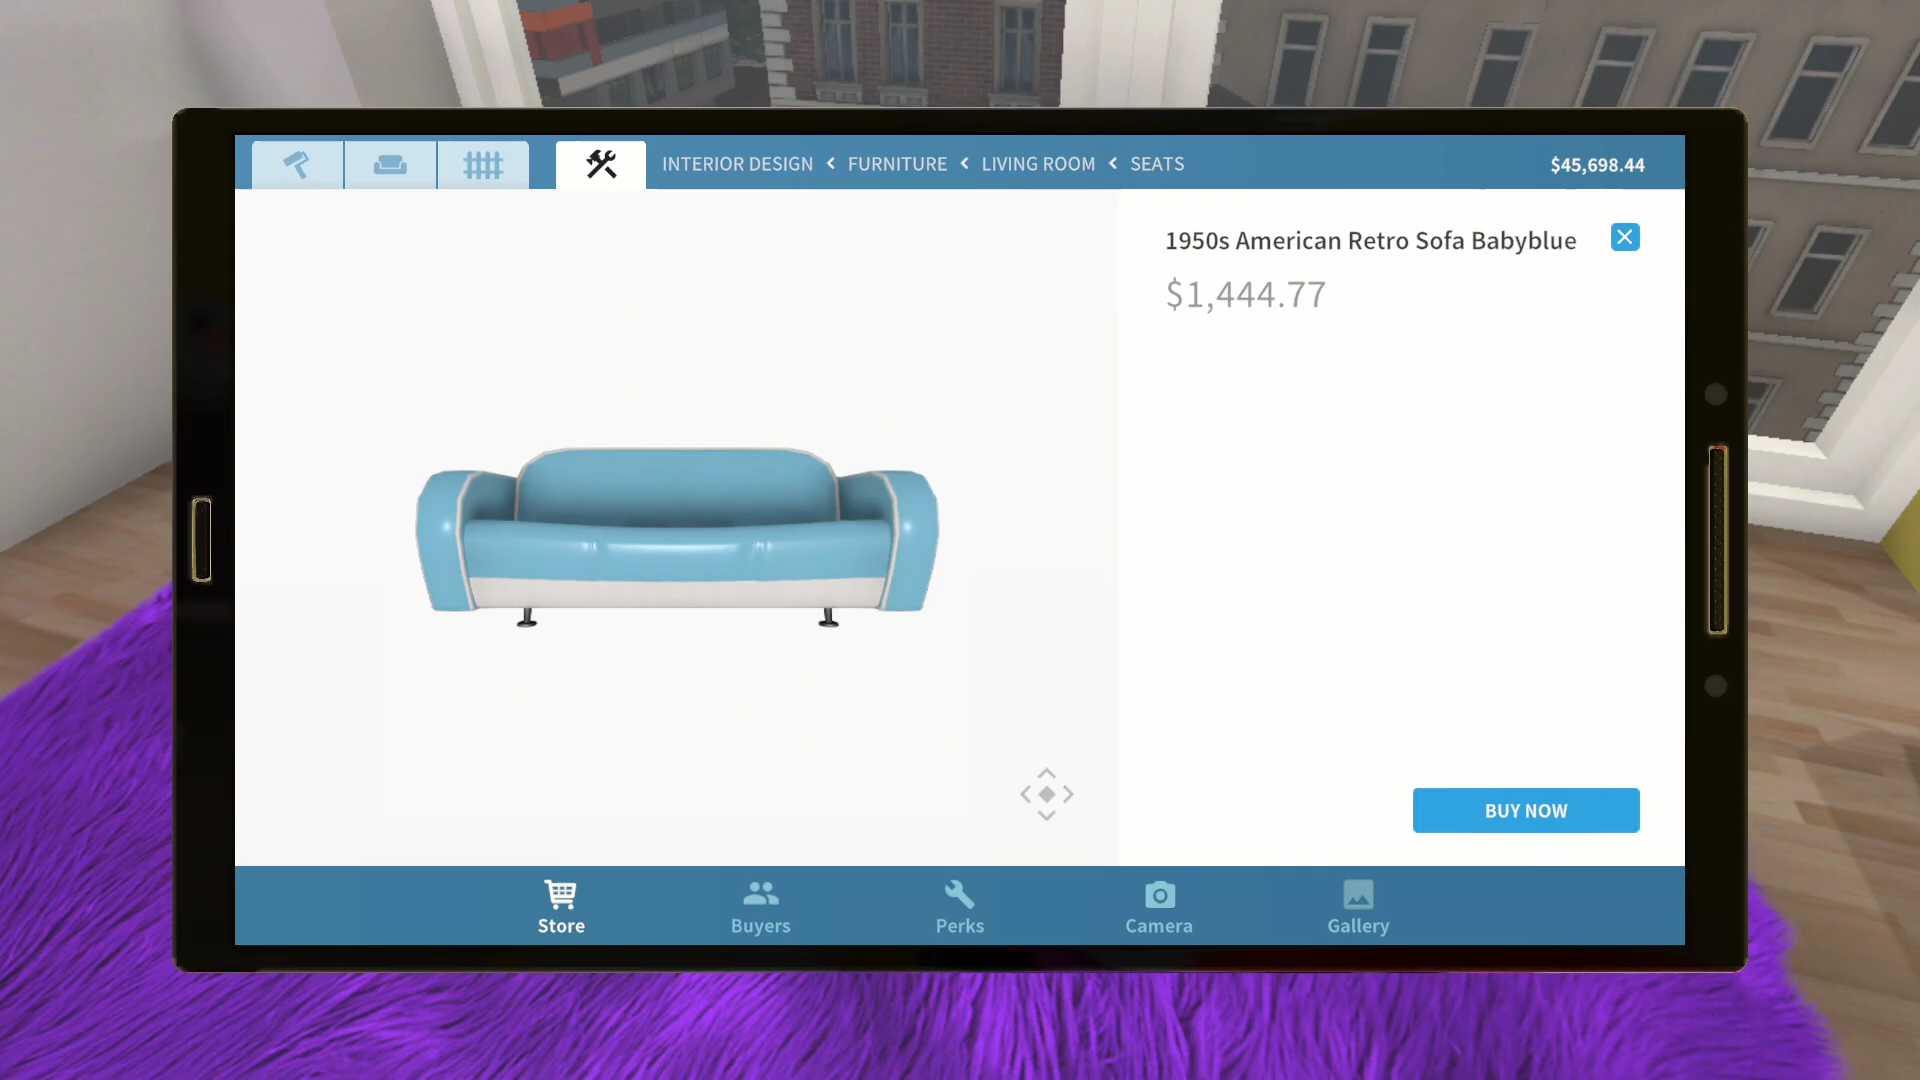 INTERIOR DESIGN < FURNITURE < LIVING ROOM < SEATS
$45,698.44
1950s American Retro Sofa Babyblue
$1,444.77
BUY NOW
Store
Buyers
Perks
Camera
Gallery